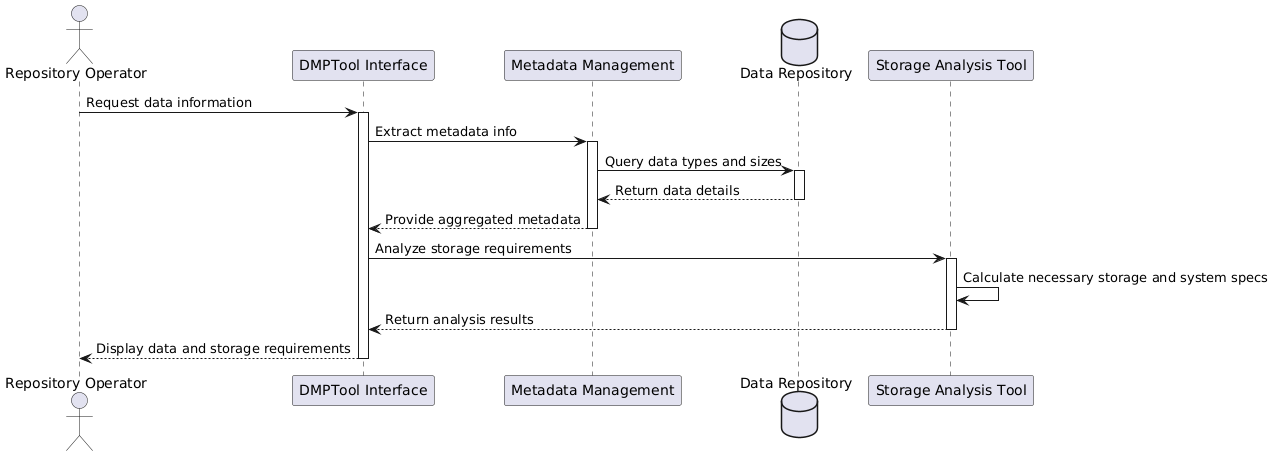 Repository Operator
DMPTool Interface
Metadata Management
Data Repository
Storage Analysis Tool
Request data information
Extract metadata info
Query data types and sizes
Return data details
Provide aggregated metadata
Analyze storage requirements
Calculate necessary storage and system specs
Return analysis results
Display data and storage requirements
Repository Operator
DMPTool Interface
Metadata Management
Data Repository
Storage Analysis Tool